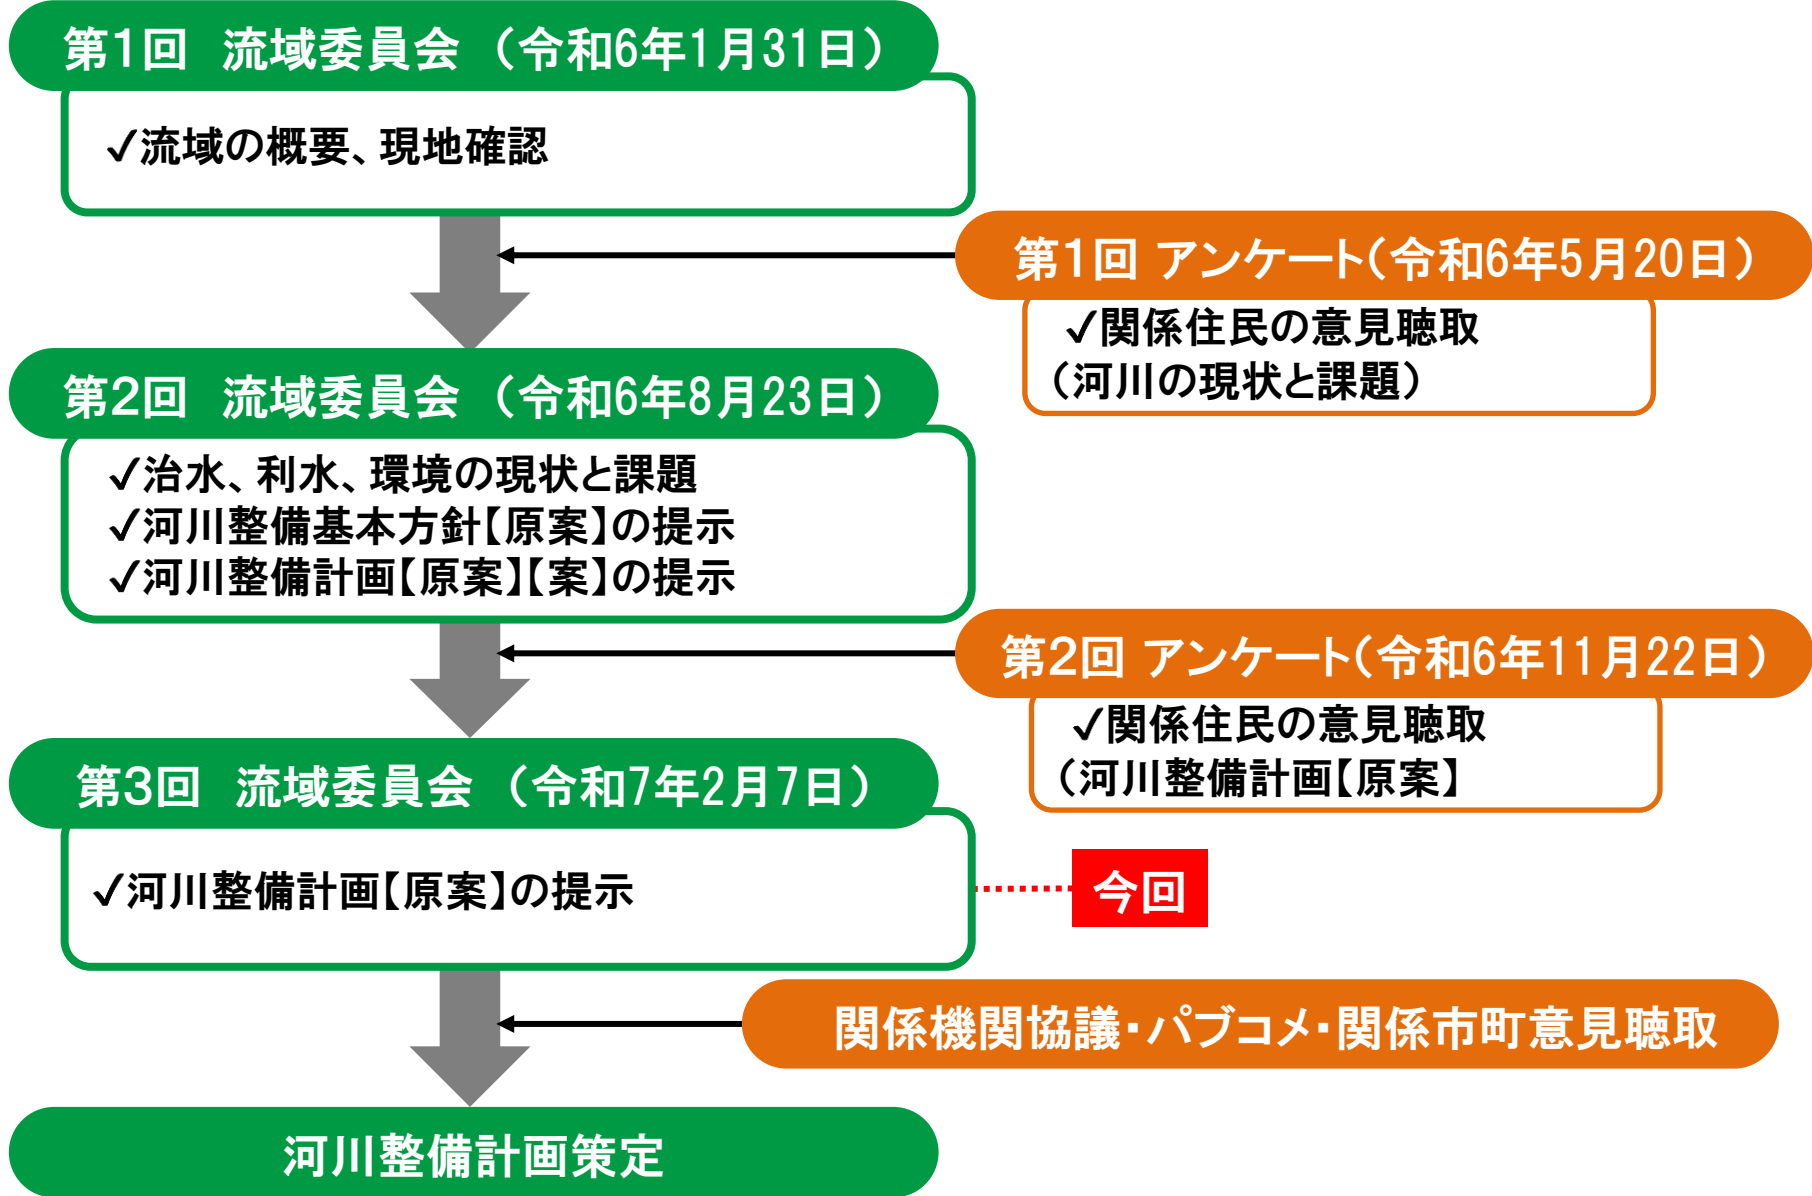 第1回　流域委員会 （令和6年1月31日）
✓流域の概要、現地確認
第1回 アンケート（令和6年5月20日）
✓関係住民の意見聴取
（河川の現状と課題）
第2回　流域委員会 （令和6年8月23日）
✓治水、利水、環境の現状と課題
✓河川整備基本方針【原案】の提示
✓河川整備計画【原案】【案】の提示
第2回 アンケート（令和6年11月22日）
✓関係住民の意見聴取
（河川整備計画【原案】
第3回　流域委員会 （令和7年2月7日）
✓河川整備計画【原案】の提示
今回
関係機関協議・パブコメ・関係市町意見聴取
河川整備計画策定